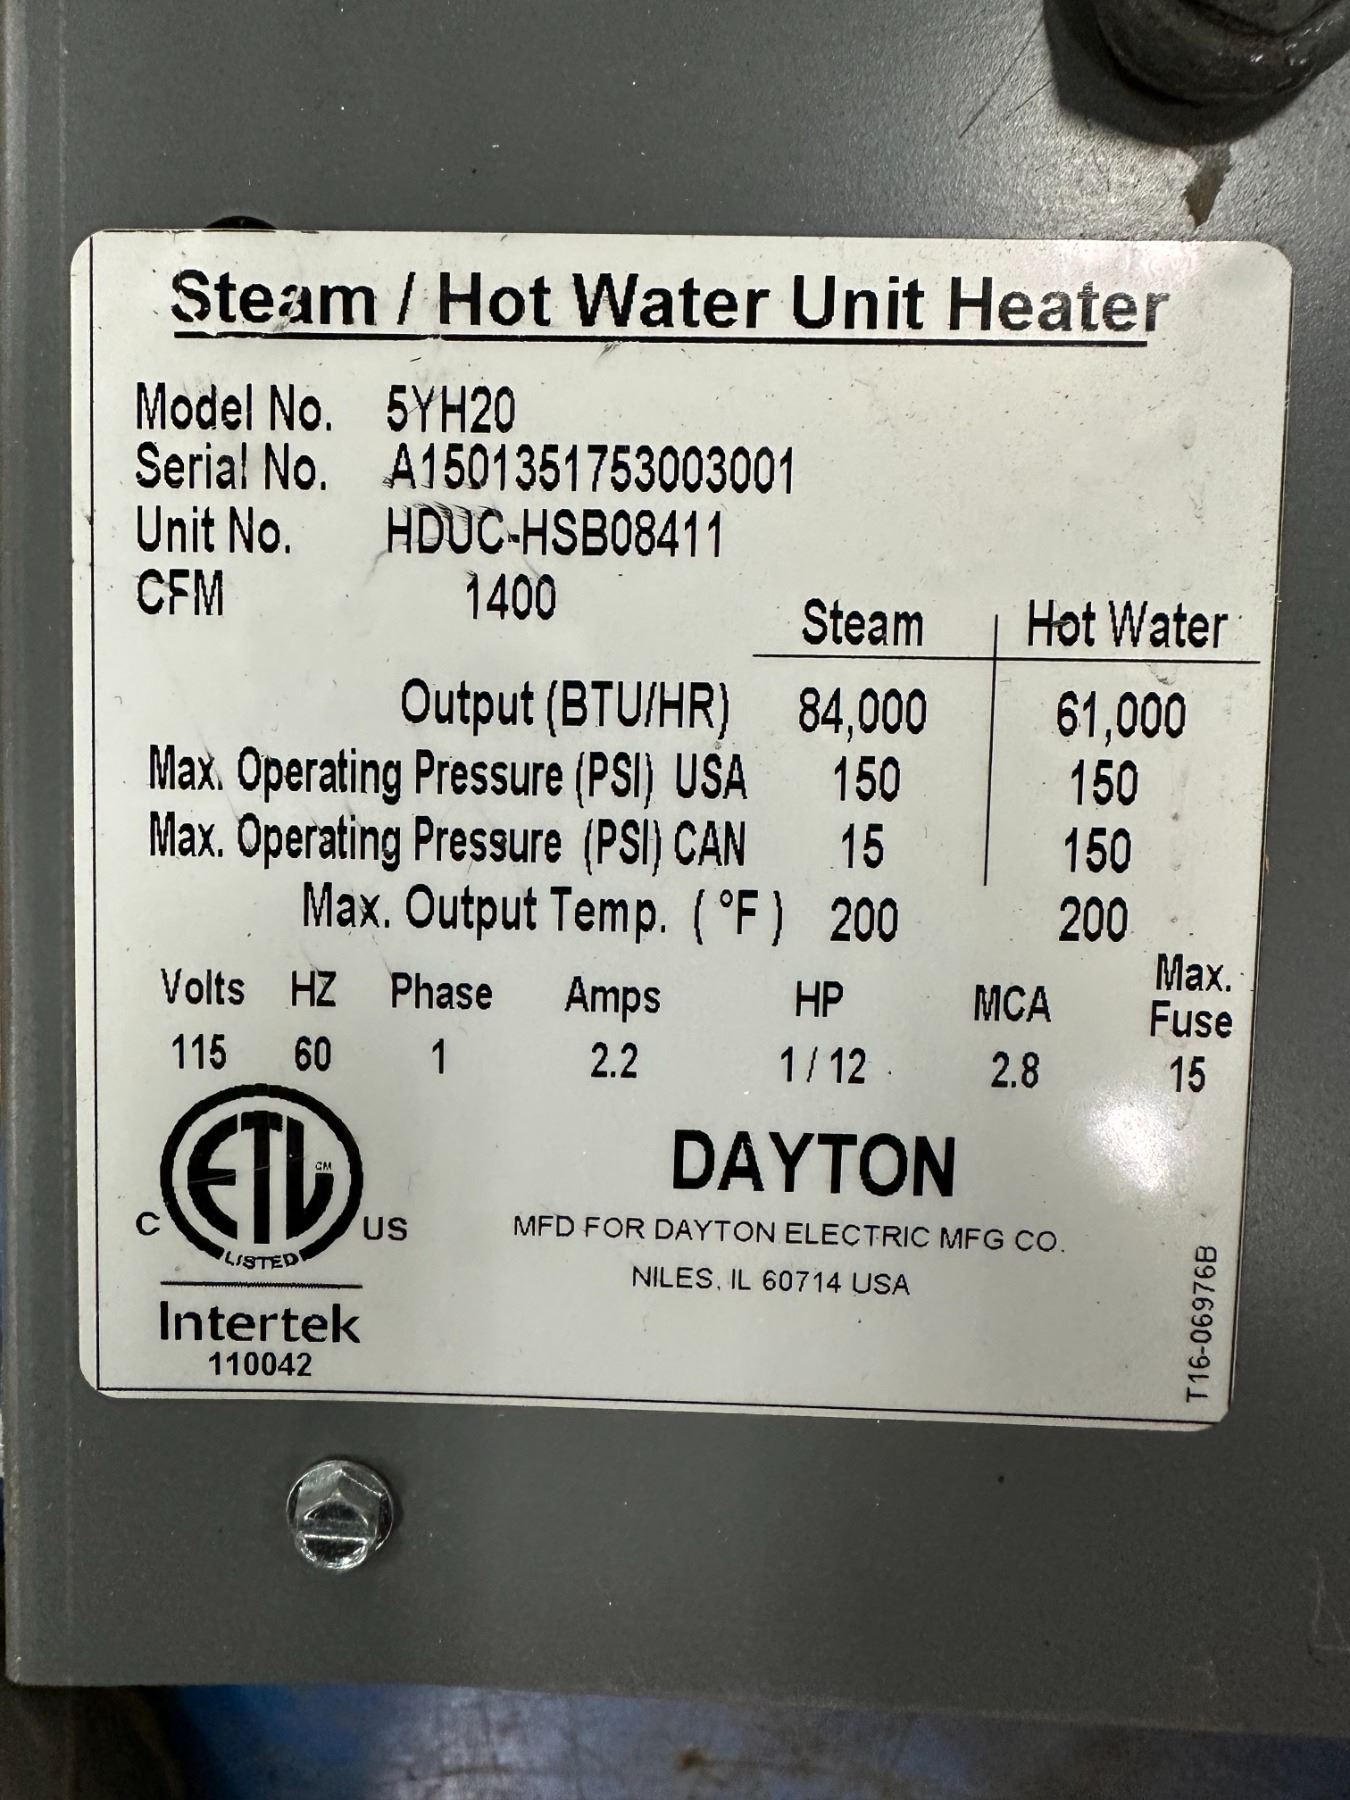 Steam / Hot Water Unit Heater
Model No. 5YH20
Serial No. A1501351753003001
Unit No. HDUC-HSB08411
CFM 1400
Steam Hot Water
Output (BTU/HR) 84,000 61,000
Max. Operating Pressure (PSI) USA 150 150
Max. Operating Pressure (PSI) CAN 15 150
Max. Output Temp. (°F) 200 200
Volts HZ Phase Amps HP MCA Max. Fuse
115 60 1 2.2 1/12 2.8 15
ETL CM
C US
LISTED
Intertek
110042
DAYTON
MFD FOR DAYTON ELECTRIC MFG CO.
NILES, IL 60714 USA
T16-06976B